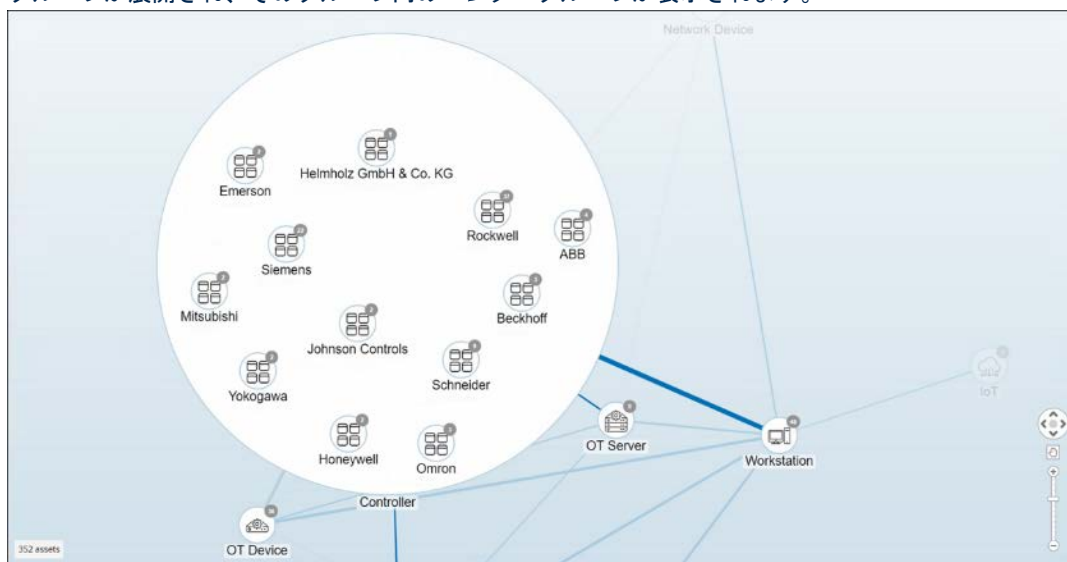 Network Device
Helmholz GmbH & Co. KG
Emerson
Rockwell
ABB
Siemens
Mitsubishi
Beckhoff
Johnson Controls
Schneider
Yokogawa
IoT
OT Server
Workstation
Honeywell
Omron
Controller
OT Device
352 assets